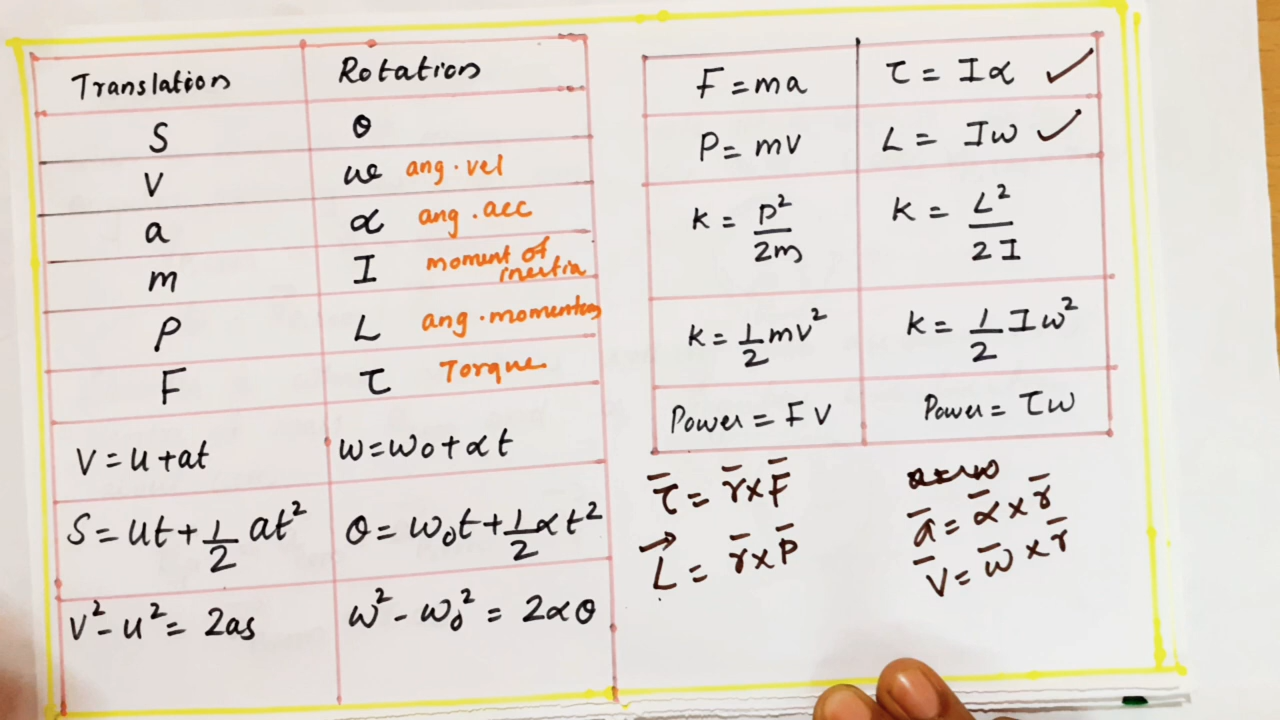 Translation Rotation
S θ
V ω ang. vel
a α ang. acc
m I moment of inertia
P L ang. momentum
F τ Torque
V = u + at ω = ω₀ + αt
S = ut + 1/2 at² θ = ω₀t + 1/2 αt²
V² - u² = 2as ω² - ω₀² = 2αθ
F = ma τ = Iα ✓
P = mv L = Iω ✓
K = P²/2m K = L²/2I
K = 1/2 mv² K = 1/2 Iω²
Power = FV Power = τω
τ̄ = r̄ × F̄
L⃗ = r̄ × P̄
ā = ᾱ × r̄
V̄ = ω̄ × r̄